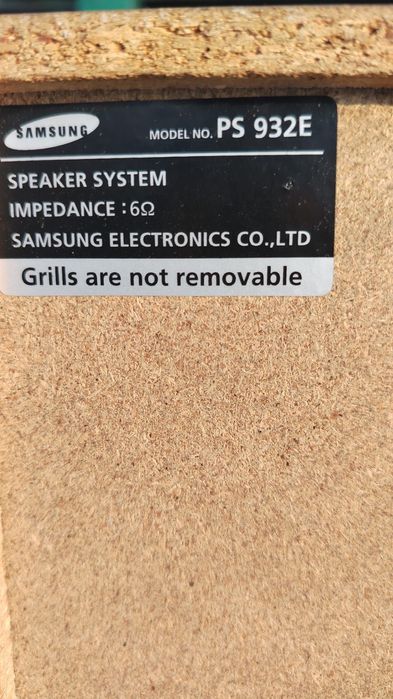 SAMSUNG MODEL NO. PS 932E
SPEAKER SYSTEM
IMPEDANCE : 6Ω
SAMSUNG ELECTRONICS CO.,LTD
Grills are not removable